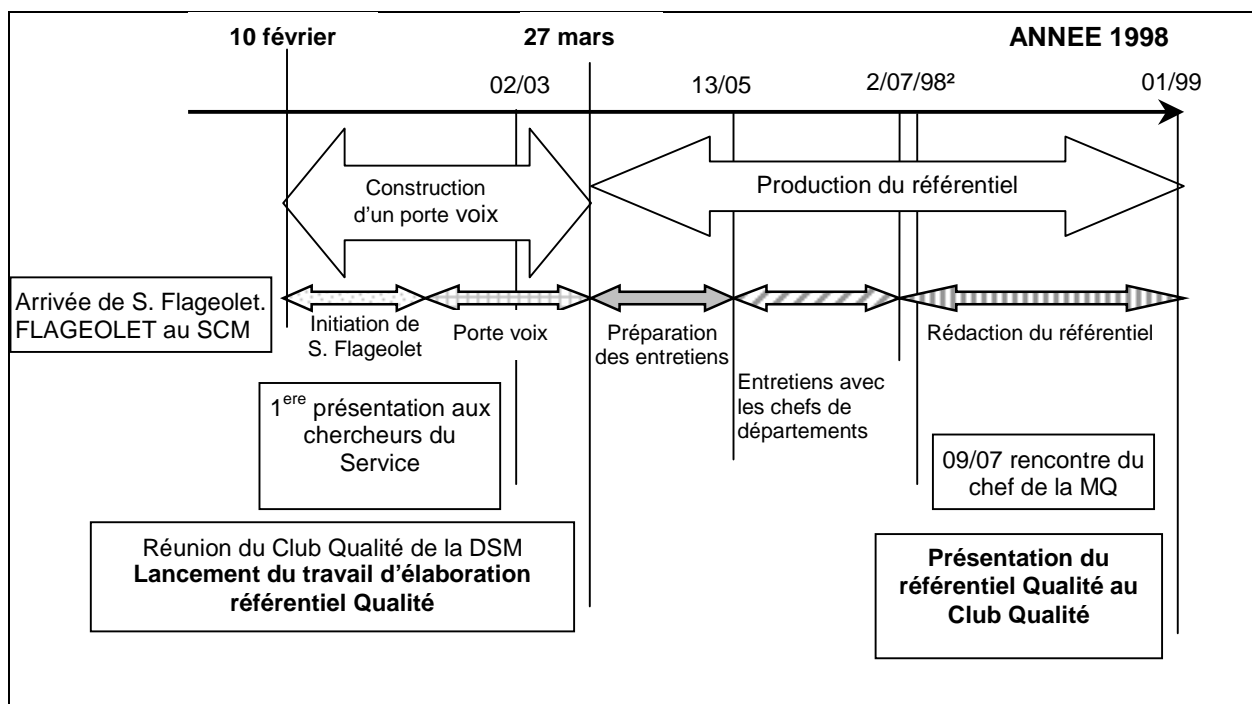 10 février
27 mars
ANNEE 1998
02/03
13/05
2/07/98²
01/99
Construction
d'un porte voix
Production du référentiel
Arrivée de S. Flageolet.
FLAGEOLET au SCM
Initiation de
S. Flageolet
Porte voix
Préparation
des entretiens
Rédaction du référentiel
Entretiens avec
les chefs de
départements
1ere présentation aux
chercheurs du
Service
09/07 rencontre du
chef de la MQ
Réunion du Club Qualité de la DSM
Lancement du travail d'élaboration
référentiel Qualité
Présentation du
référentiel Qualité au
Club Qualité